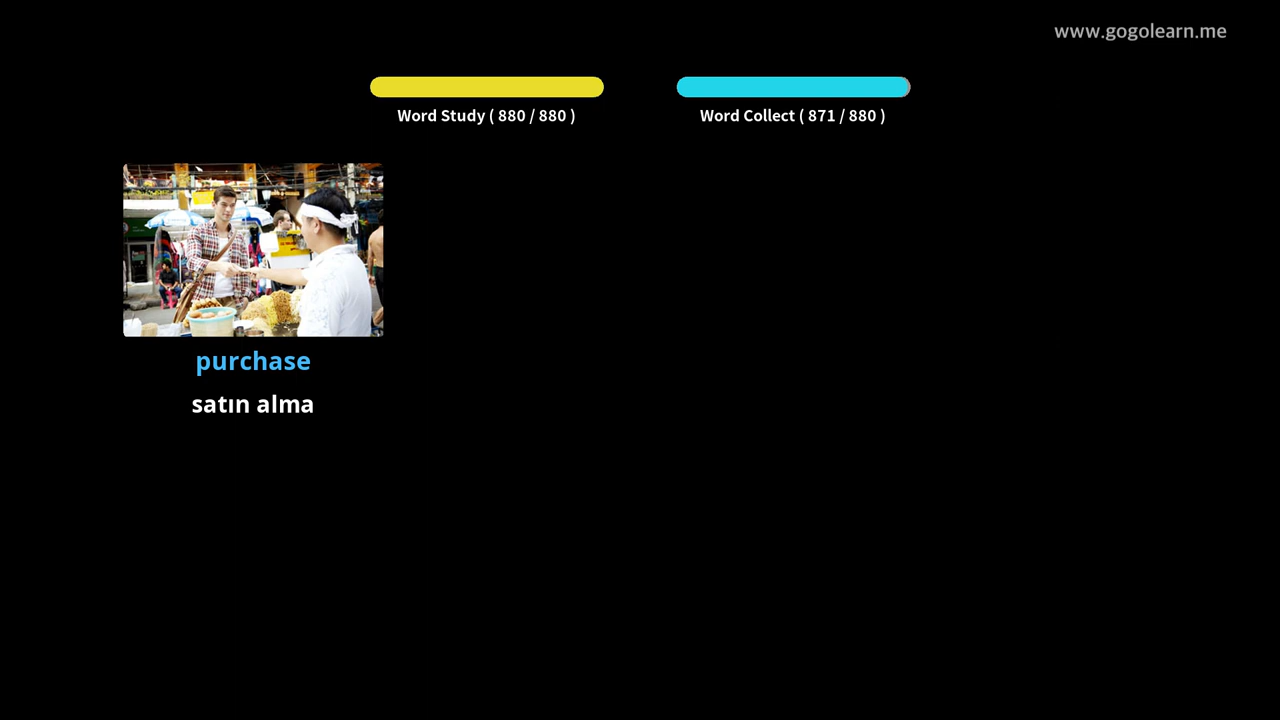 www.gogolearn.me
Word Study ( 880 / 880 )
Word Collect ( 871 / 880 )
purchase
satın alma